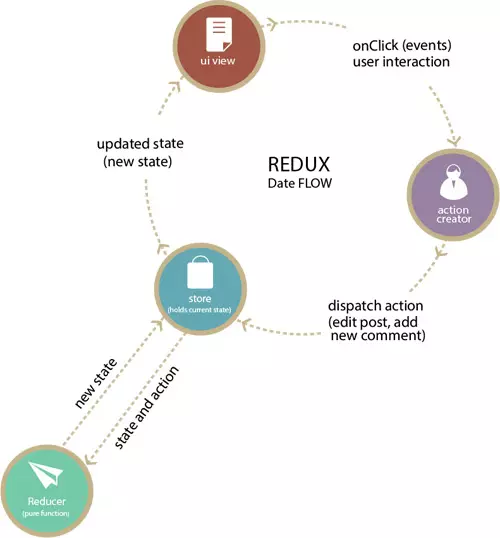 ui view
onClick (events)
user interaction
updated state
(new state)
REDUX
Date FLOW
action
creator
store
(holds current state)
dispatch action
(edit post, add
new comment)
new state
state and action
Reducer
(pure function)